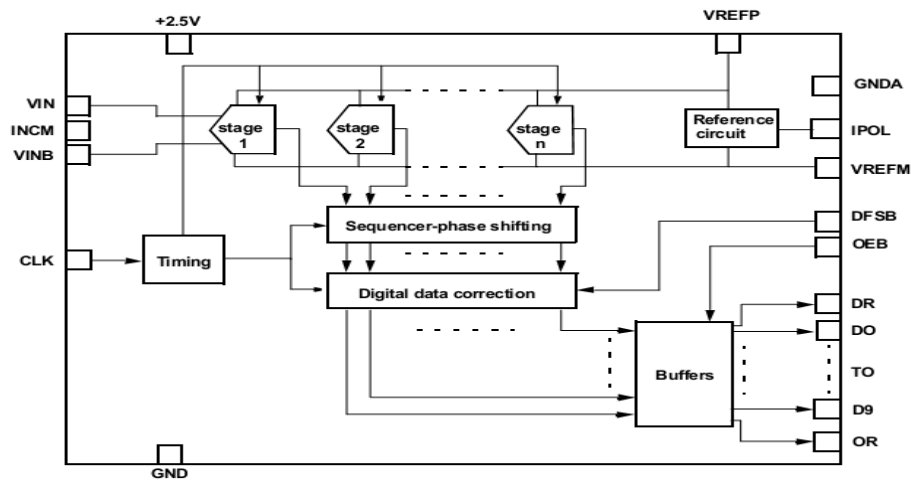 +2.5V
VREFP
GNDA
VIN
INCM
VINB
stage
1
stage
2
stage
n
Reference
circuit
IPOL
VREFM
Sequencer-phase shifting
DFSB
OEB
CLK
Timing
Digital data correction
DR
DO
TO
D9
OR
Buffers
GND